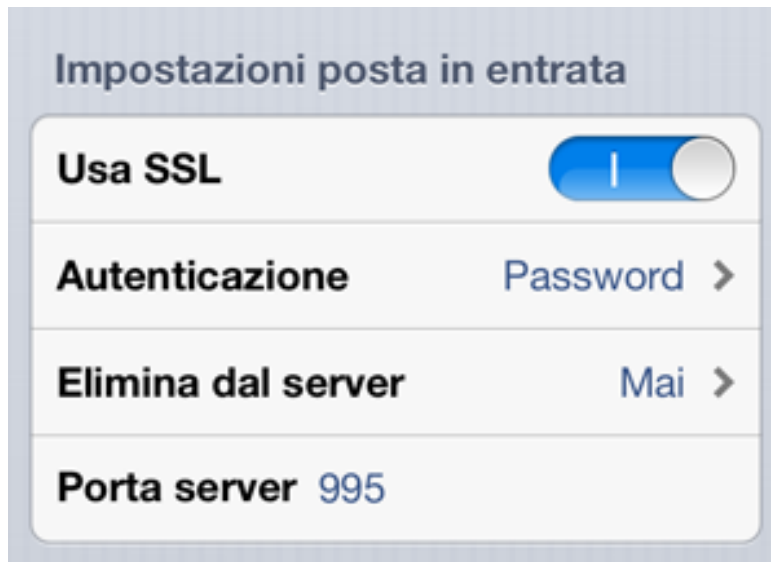 Impostazioni posta in entrata
Usa SSL
Autenticazione Password
Elimina dal server Mai
Porta server 995